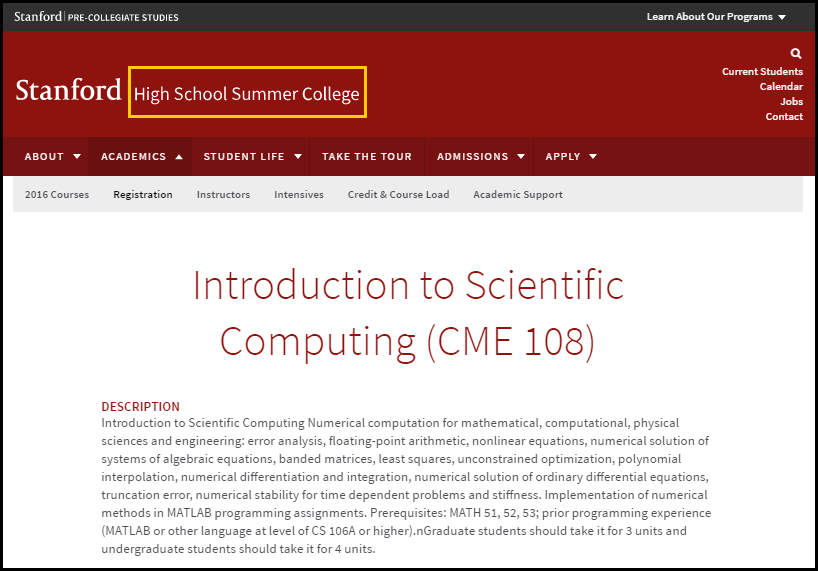 Stanford | PRE-COLLEGIATE STUDIES
Learn About Our Programs
Stanford High School Summer College
Current Students
Calendar
Jobs
Contact
ABOUT ACADEMICS STUDENT LIFE TAKE THE TOUR ADMISSIONS APPLY
2016 Courses Registration Instructors Intensives Credit & Course Load Academic Support
Introduction to Scientific
Computing (CME 108)
DESCRIPTION
Introduction to Scientific Computing Numerical computation for mathematical, computational, physical
sciences and engineering: error analysis, floating-point arithmetic, nonlinear equations, numerical solution of
systems of algebraic equations, banded matrices, least squares, unconstrained optimization, polynomial
interpolation, numerical differentiation and integration, numerical solution of ordinary differential equations,
truncation error, numerical stability for time dependent problems and stiffness. Implementation of numerical
methods in MATLAB programming assignments. Prerequisites: MATH 51, 52, 53; prior programming experience
(MATLAB or other language at level of CS 106A or higher).nGraduate students should take it for 3 units and
undergraduate students should take it for 4 units.